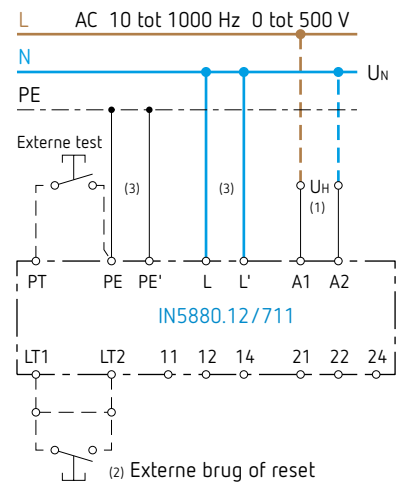 L AC 10 tot 1000 Hz 0 tot 500 V
N
UN
PE
Externe test
(3) (3) UH
(1)
PT PE PE' L L' A1 A2
IN5880.12/711
LT1 LT2 11 12 14 21 22 24
(2) Externe brug of reset